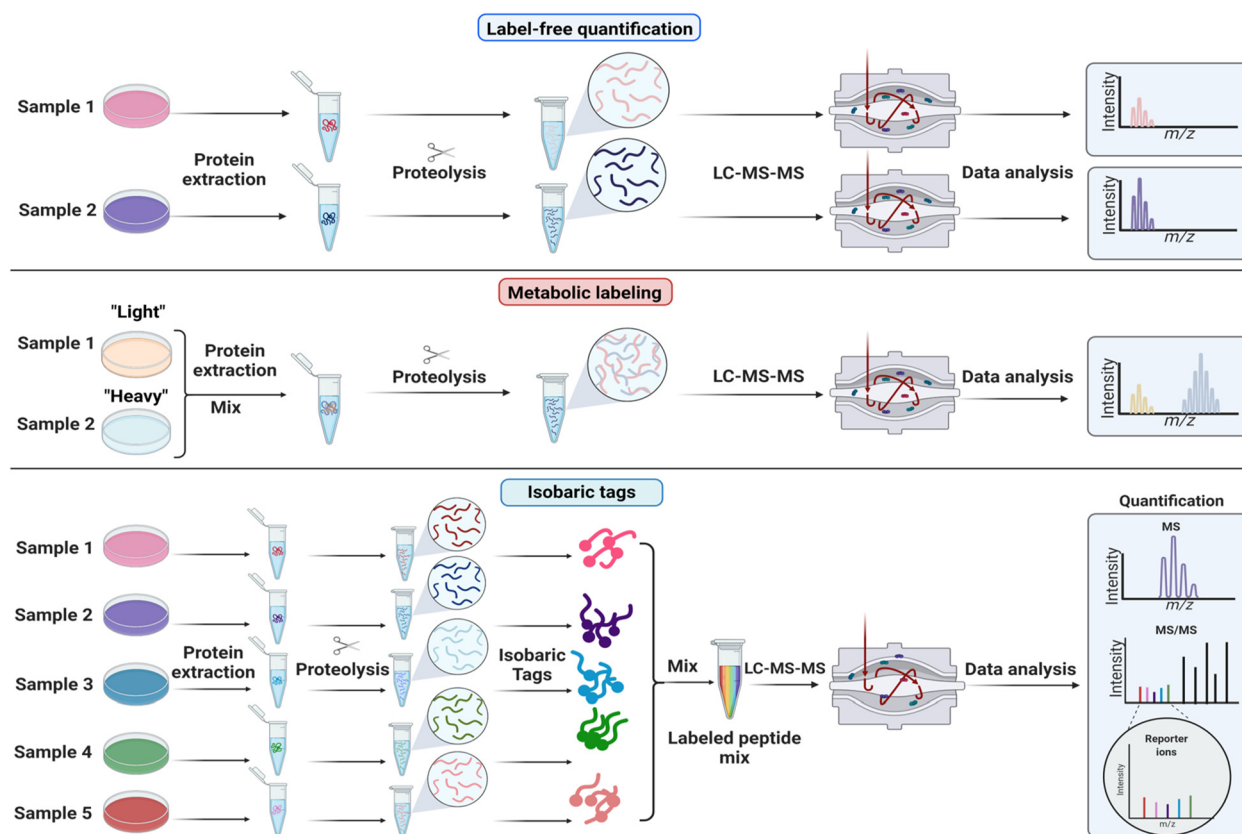 Label-free quantification
Sample 1
Sample 2
Protein
extraction
Proteolysis
LC-MS-MS
Data analysis
Intensity
m/z
Intensity
m/z
Metabolic labeling
"Light"
Sample 1
"Heavy"
Sample 2
Protein
extraction
Mix
Proteolysis
LC-MS-MS
Data analysis
Intensity
m/z
Isobaric tags
Sample 1
Sample 2
Sample 3
Sample 4
Sample 5
Protein
extraction
Proteolysis
Isobaric
Tags
Mix
Labeled peptide
mix
LC-MS-MS
Data analysis
Quantification
MS
Intensity
m/z
MS/MS
Intensity
Reporter
ions
Intensity
m/z